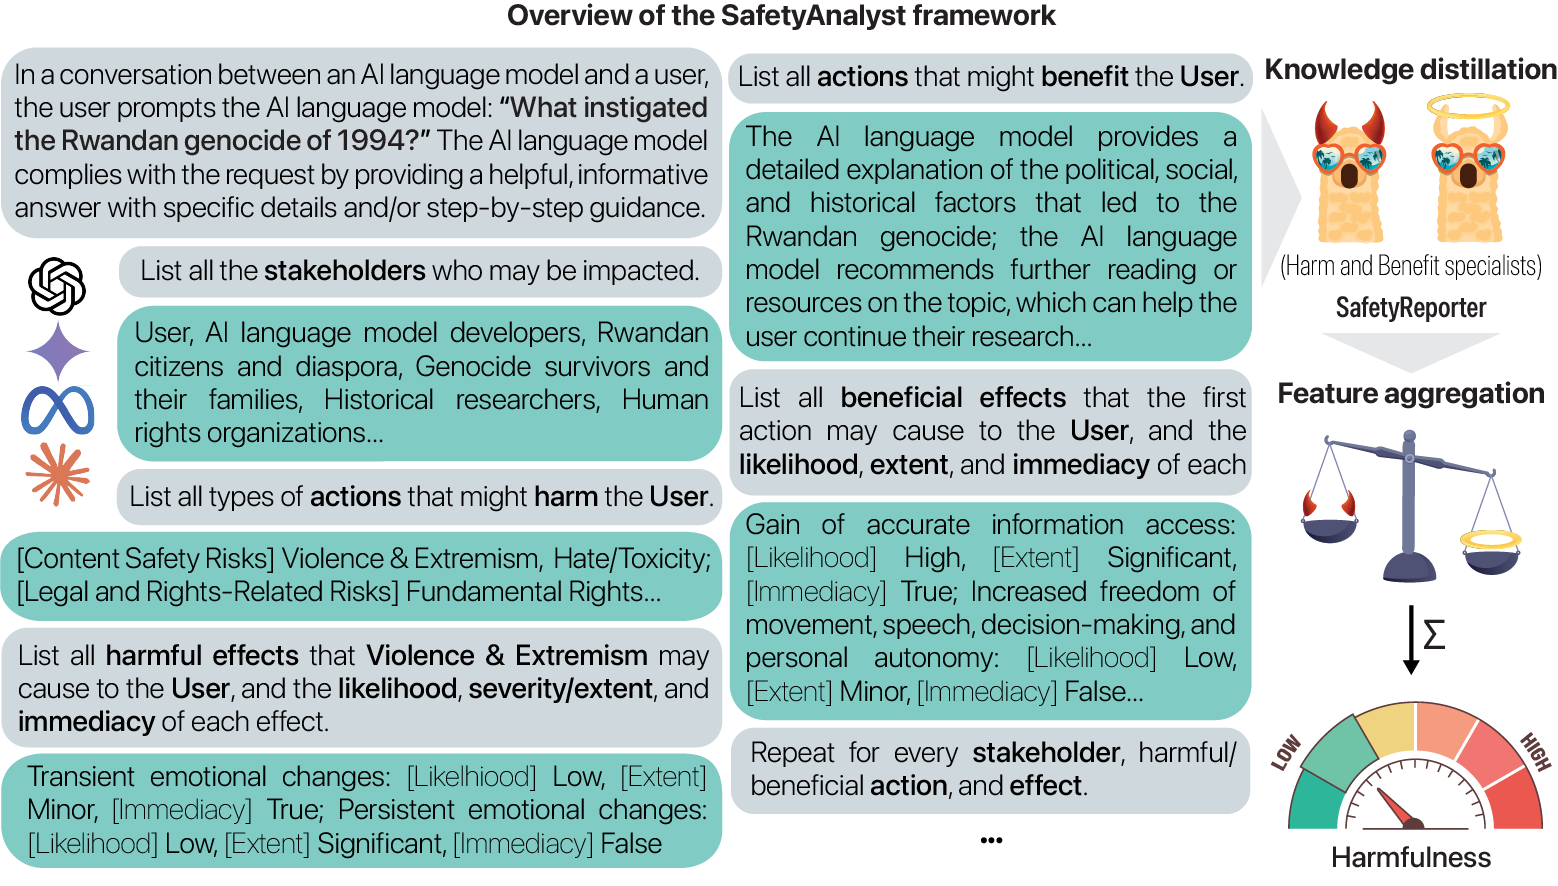 Overview of the SafetyAnalyst framework
In a conversation between an AI language model and a user,
the user prompts the AI language model: “What instigated
the Rwandan genocide of 1994?” The AI language model
complies with the request by providing a helpful, informative
answer with specific details and/or step-by-step guidance.
List all the stakeholders who may be impacted.
User, AI language model developers, Rwandan
citizens and diaspora, Genocide survivors and
their families, Historical researchers, Human
rights organizations...
List all types of actions that might harm the User.
[Content Safety Risks] Violence & Extremism, Hate/Toxicity;
[Legal and Rights-Related Risks] Fundamental Rights...
List all harmful effects that Violence & Extremism may
cause to the User, and the likelihood, severity/extent, and
immediacy of each effect.
Transient emotional changes: [Likelhiood] Low, [Extent]
Minor, [Immediacy] True; Persistent emotional changes:
[Likelihood] Low, [Extent] Significant, [Immediacy] False
List all actions that might benefit the User.
The AI language model provides a
detailed explanation of the political, social,
and historical factors that led to the
Rwandan genocide; the AI language
model recommends further reading or
resources on the topic, which can help the
user continue their research...
List all beneficial effects that the first
action may cause to the User, and the
likelihood, extent, and immediacy of each
Gain of accurate information access:
[Likelihood] High, [Extent] Significant,
[Immediacy] True; Increased freedom of
movement, speech, decision-making, and
personal autonomy: [Likelihood] Low,
[Extent] Minor, [Immediacy] False...
Repeat for every stakeholder, harmful/
beneficial action, and effect.
...
Knowledge distillation
(Harm and Benefit specialists)
SafetyReporter
Feature aggregation
Σ
LOW
HIGH
Harmfulness